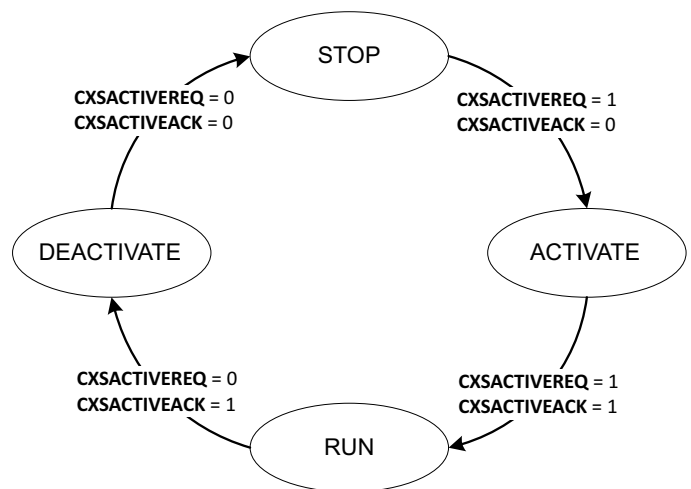 STOP
CXSACTIVEREQ = 0
CXSACTIVEACK = 0
CXSACTIVEREQ = 1
CXSACTIVEACK = 0
DEACTIVATE
ACTIVATE
CXSACTIVEREQ = 0
CXSACTIVEACK = 1
CXSACTIVEREQ = 1
CXSACTIVEACK = 1
RUN